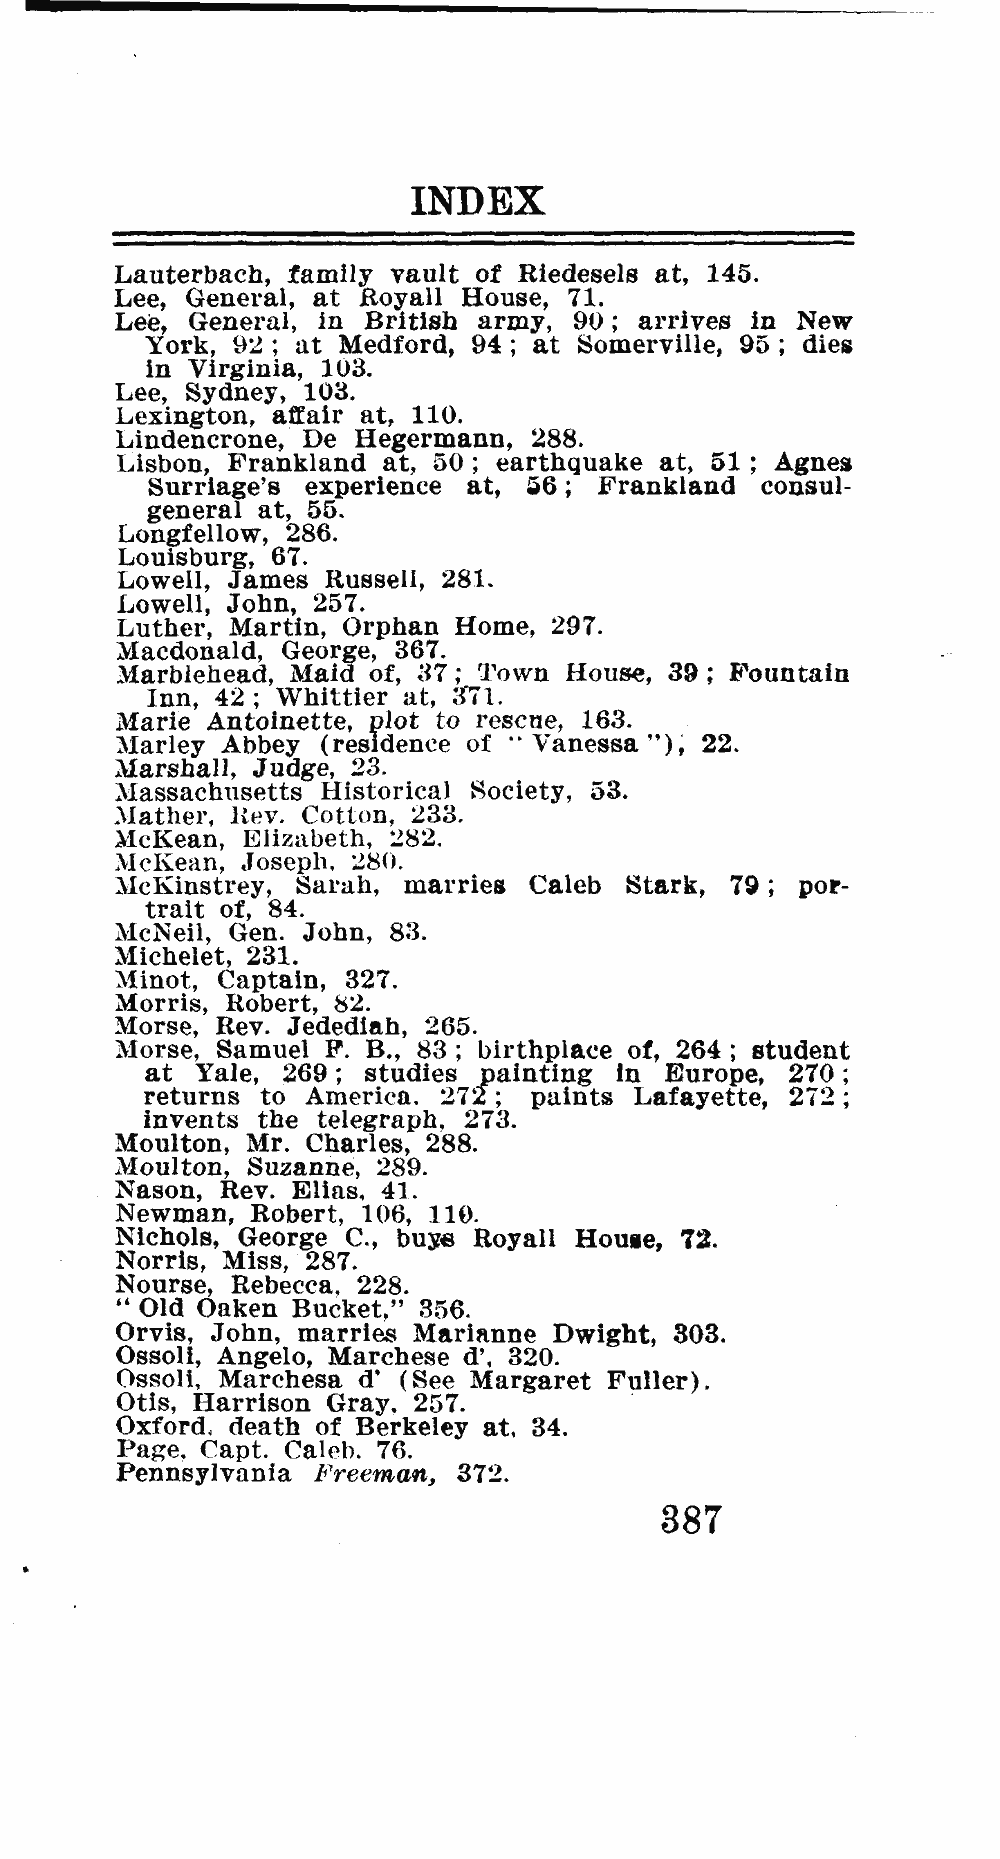 INDEX
Lauterbach, family vault of Riedesels at, 145.
Lee, General, at Royall House, 71.
Lee, General, in British army, 90; arrives in New
York, 92; at Medford, 94; at Somerville, 95; dies
in Virginia, 103.
Lee, Sydney, 103.
Lexington, affair at, 110.
Lindencrone, De Hegermann, 288.
Lisbon, Frankland at, 50; earthquake at, 51; Agnes
Surriage's experience at, 56; Frankland consul-
general at, 55.
Longfellow, 286.
Louisburg, 67.
Lowell, James Russell, 281.
Lowell, John, 257.
Luther, Martin, Orphan Home, 297.
Macdonald, George, 367.
Marblehead, Maid of, 37; Town House, 39; Fountain
Inn, 42; Whittier at, 371.
Marie Antoinette, plot to rescue, 163.
Marley Abbey (residence of "Vanessa"), 22.
Marshall, Judge, 23.
Massachusetts Historical Society, 53.
Mather, Rev. Cotton, 233.
McKean, Elizabeth, 282.
McKean, Joseph, 280.
McKinstrey, Sarah, marries Caleb Stark, 79; por-
trait of, 84.
McNeil, Gen. John, 83.
Michelet, 231.
Minot, Captain, 327.
Morris, Robert, 82.
Morse, Rev. Jedediah, 265.
Morse, Samuel F. B., 83; birthplace of, 264; student
at Yale, 269; studies painting in Europe, 270;
returns to America, 272; paints Lafayette, 272;
invents the telegraph, 273.
Moulton, Mr. Charles, 288.
Moulton, Suzanne, 289.
Nason, Rev. Elias, 41.
Newman, Robert, 106, 110.
Nichols, George C., buys Royall House, 72.
Norris, Miss, 287.
Nourse, Rebecca, 228.
"Old Oaken Bucket," 356.
Orvis, John, marries Marianne Dwight, 303.
Ossoli, Angelo, Marchese d', 320.
Ossoli, Marchesa d' (See Margaret Fuller).
Otis, Harrison Gray, 257.
Oxford, death of Berkeley at, 34.
Page, Capt. Caleb, 76.
Pennsylvania Freeman, 372.
387